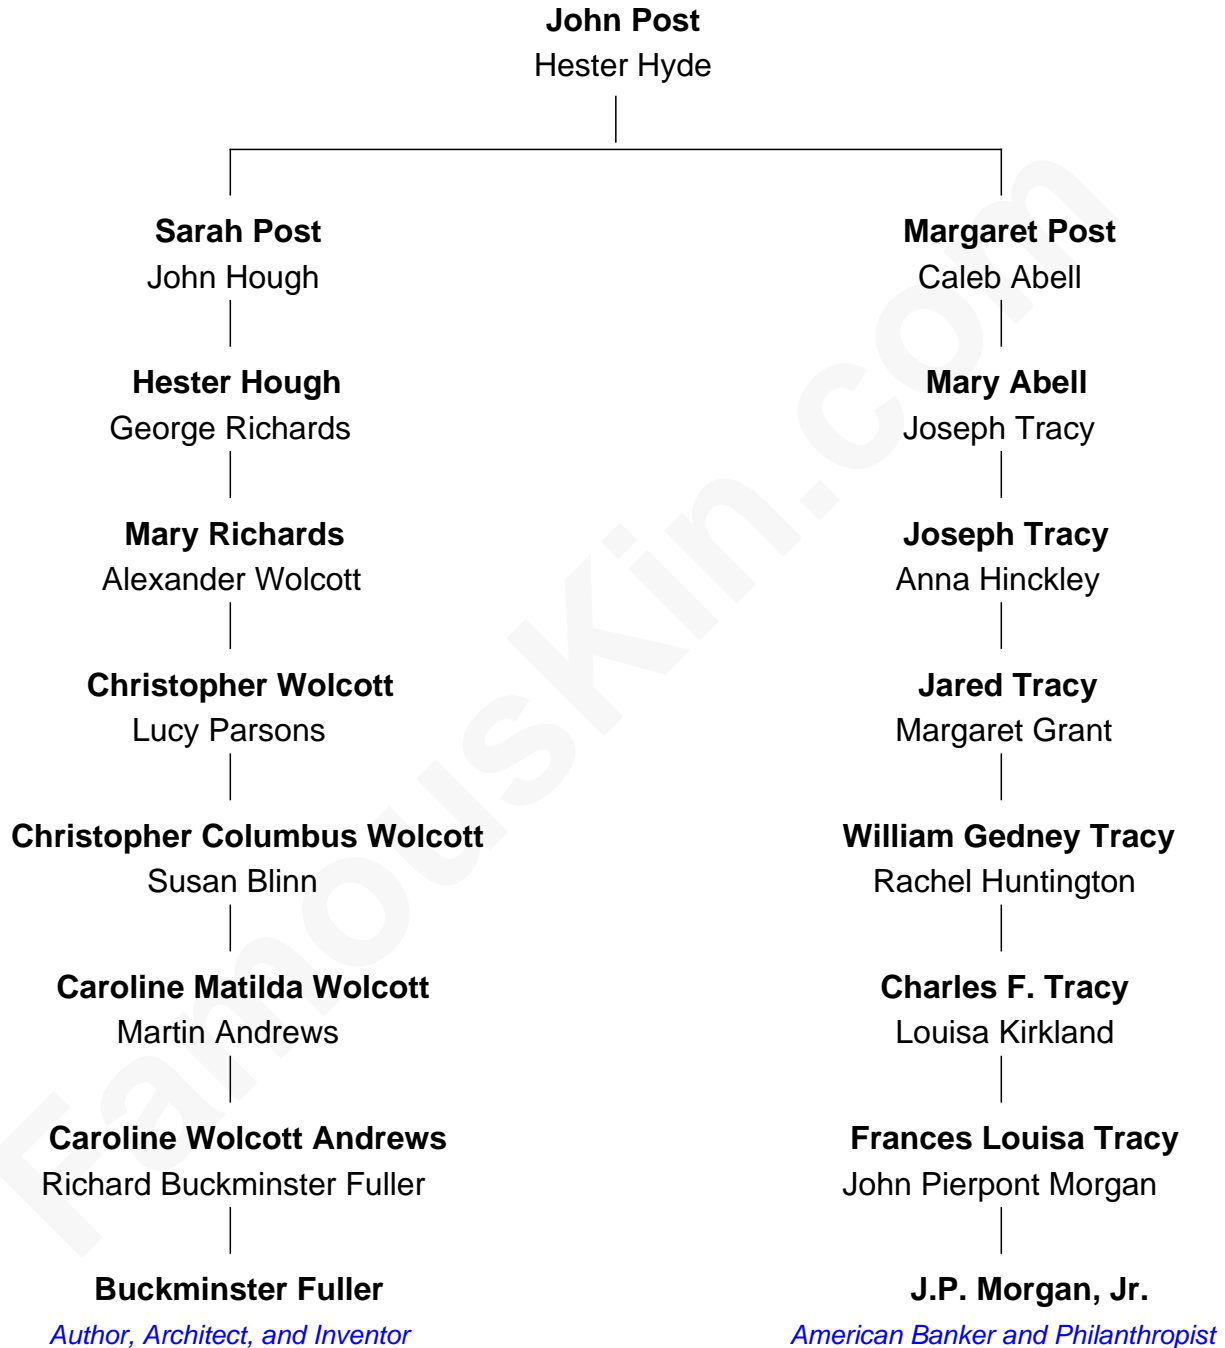 John Post
Hester Hyde
Sarah Post
John Hough
Hester Hough
George Richards
Mary Richards
Alexander Wolcott
Christopher Wolcott
Lucy Parsons
Christopher Columbus Wolcott
Susan Blinn
Caroline Matilda Wolcott
Martin Andrews
Caroline Wolcott Andrews
Richard Buckminster Fuller
Buckminster Fuller
Author, Architect, and Inventor
Margaret Post
Caleb Abell
Mary Abell
Joseph Tracy
Joseph Tracy
Anna Hinckley
Jared Tracy
Margaret Grant
William Gedney Tracy
Rachel Huntington
Charles F. Tracy
Louisa Kirkland
Frances Louisa Tracy
John Pierpont Morgan
J.P. Morgan, Jr.
American Banker and Philanthropist
FamousKin.com